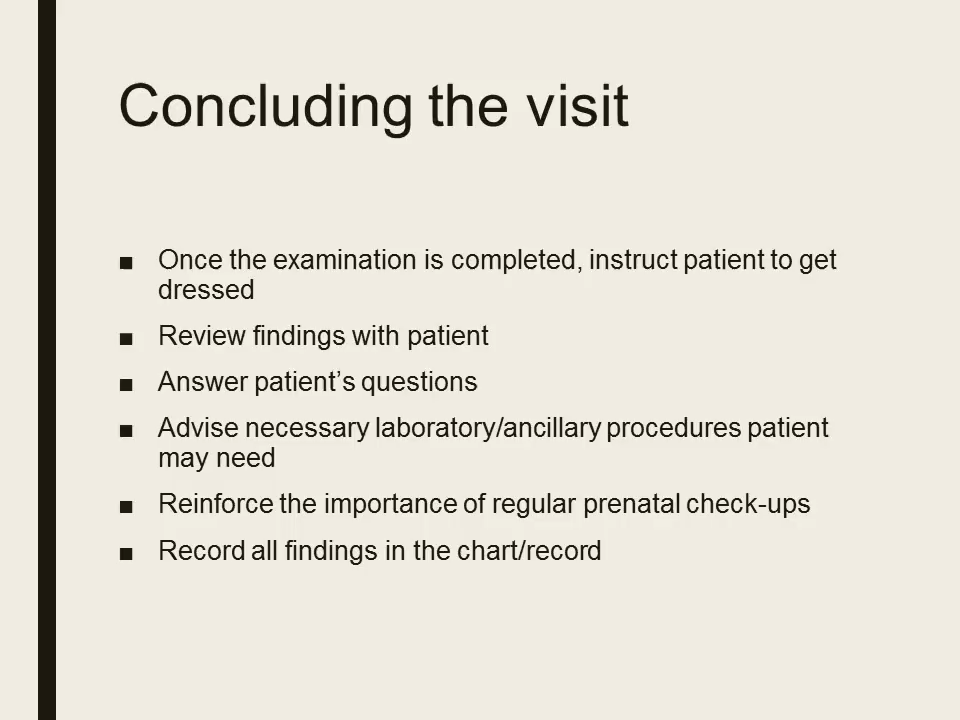 Concluding the visit
■ Once the examination is completed, instruct patient to get
dressed
■ Review findings with patient
■ Answer patient’s questions
■ Advise necessary laboratory/ancillary procedures patient
may need
■ Reinforce the importance of regular prenatal check-ups
■ Record all findings in the chart/record